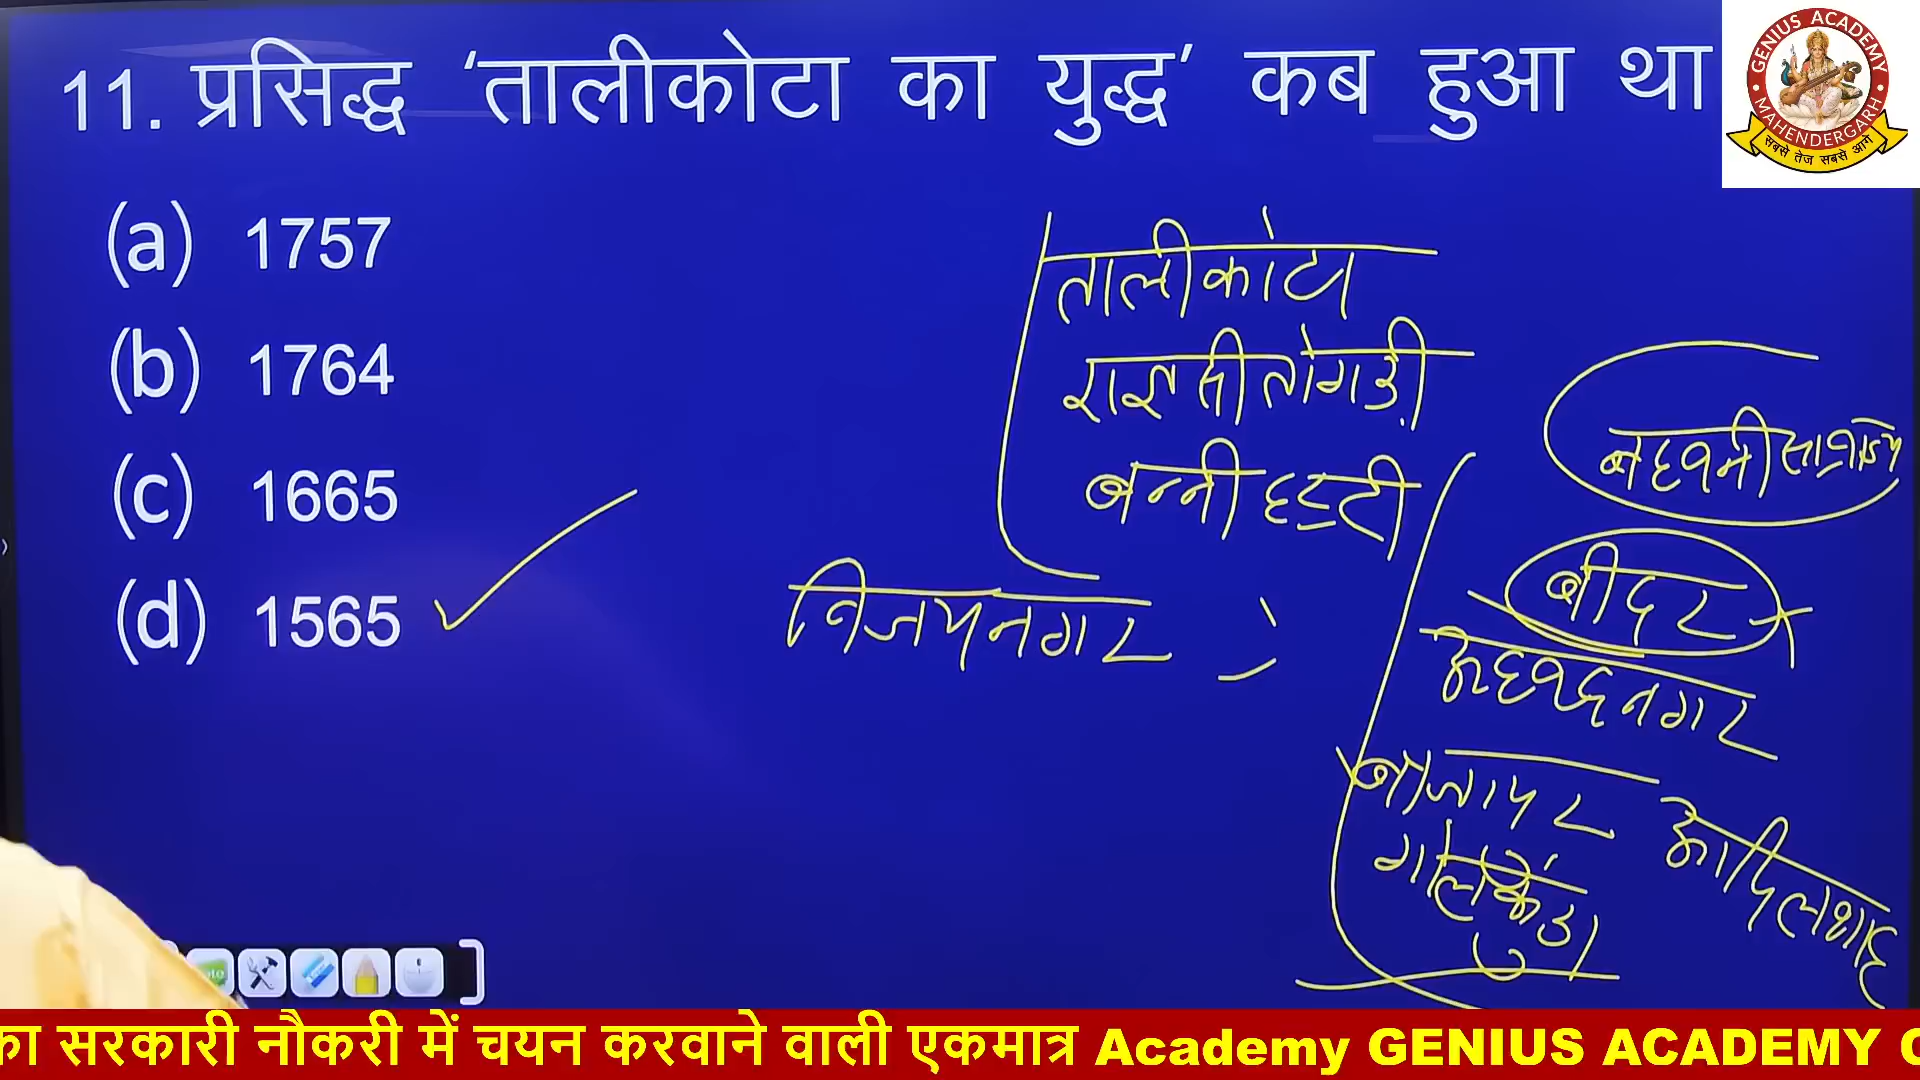 11. प्रसिद्ध ‘तालीकोटा का युद्ध’ कब हुआ था
GENIUS ACADEMY
MAHENDERGARH
सबसे तेज सबसे आगे
(a) 1757
(b) 1764
(c) 1665
(d) 1565
तालीकोटा
तांगड़ी
बन्नी हट्टी
विजयनगर
बहमनी साम्राज्य
बीदर
अहमदनगर
गोलकुंडा
आदिलशाह
का सरकारी नौकरी में चयन करवाने वाली एकमात्र Academy GENIUS ACADEMY